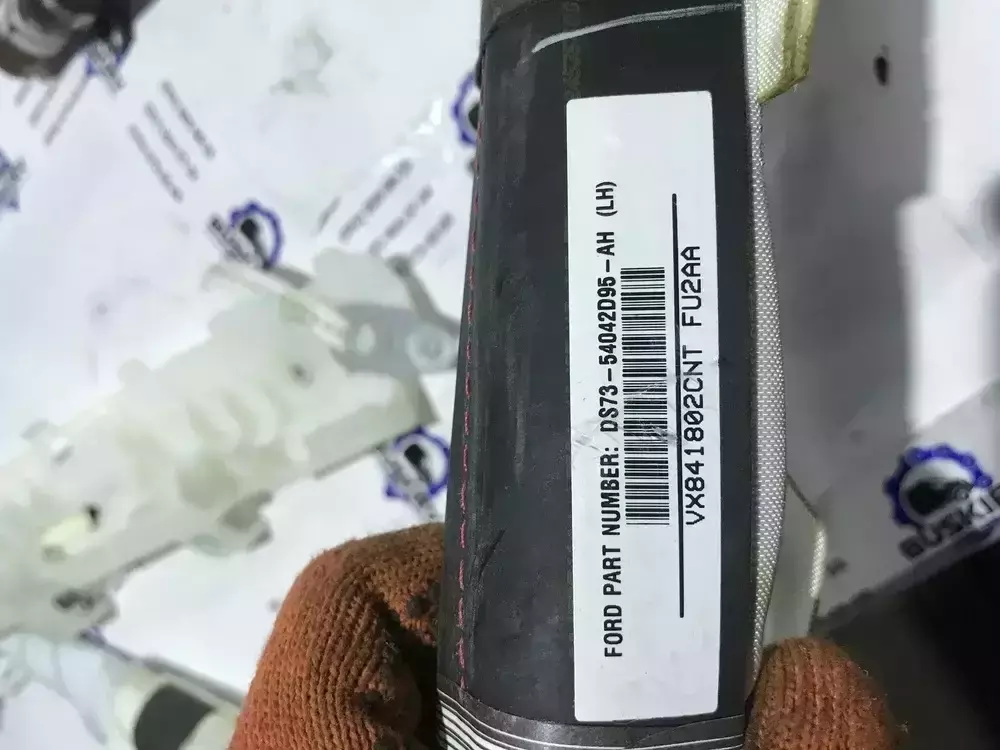 FORD PART NUMBER: DS73-54042D95-AH (LH)
VX841802CNT FU2AA